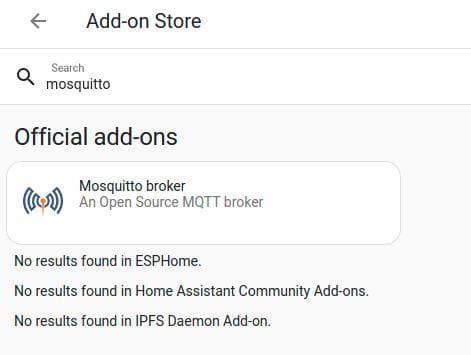 Add-on Store
Search
mosquitto
Official add-ons
Mosquitto broker
An Open Source MQTT broker
No results found in ESPHome.
No results found in Home Assistant Community Add-ons.
No results found in IPFS Daemon Add-on.